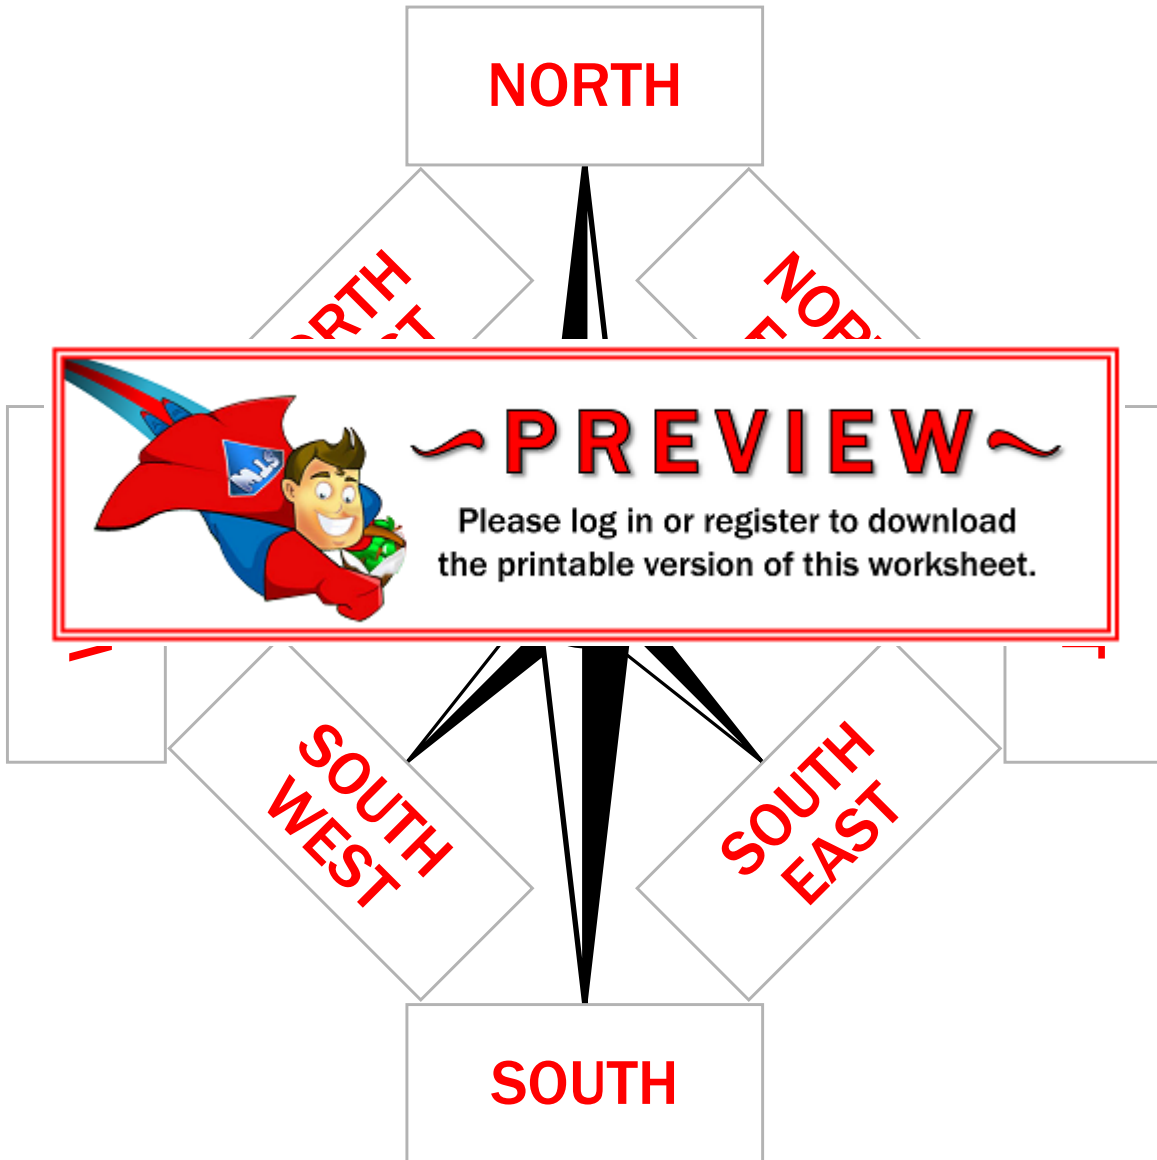 NORTH
~PREVIEW~
Please log in or register to download
the printable version of this worksheet.
SOUTH
WEST
SOUTH
EAST
SOUTH